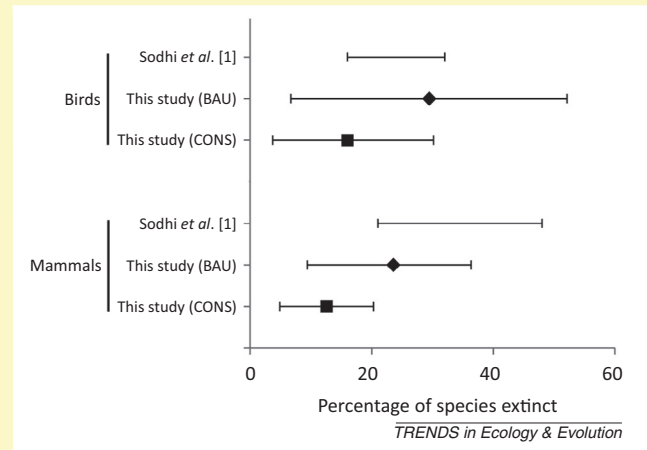 Sodhi et al. [1]
Birds
This study (BAU)
This study (CONS)
Sodhi et al. [1]
Mammals
This study (BAU)
This study (CONS)
0 20 40 60
Percentage of species extinct
TRENDS in Ecology & Evolution